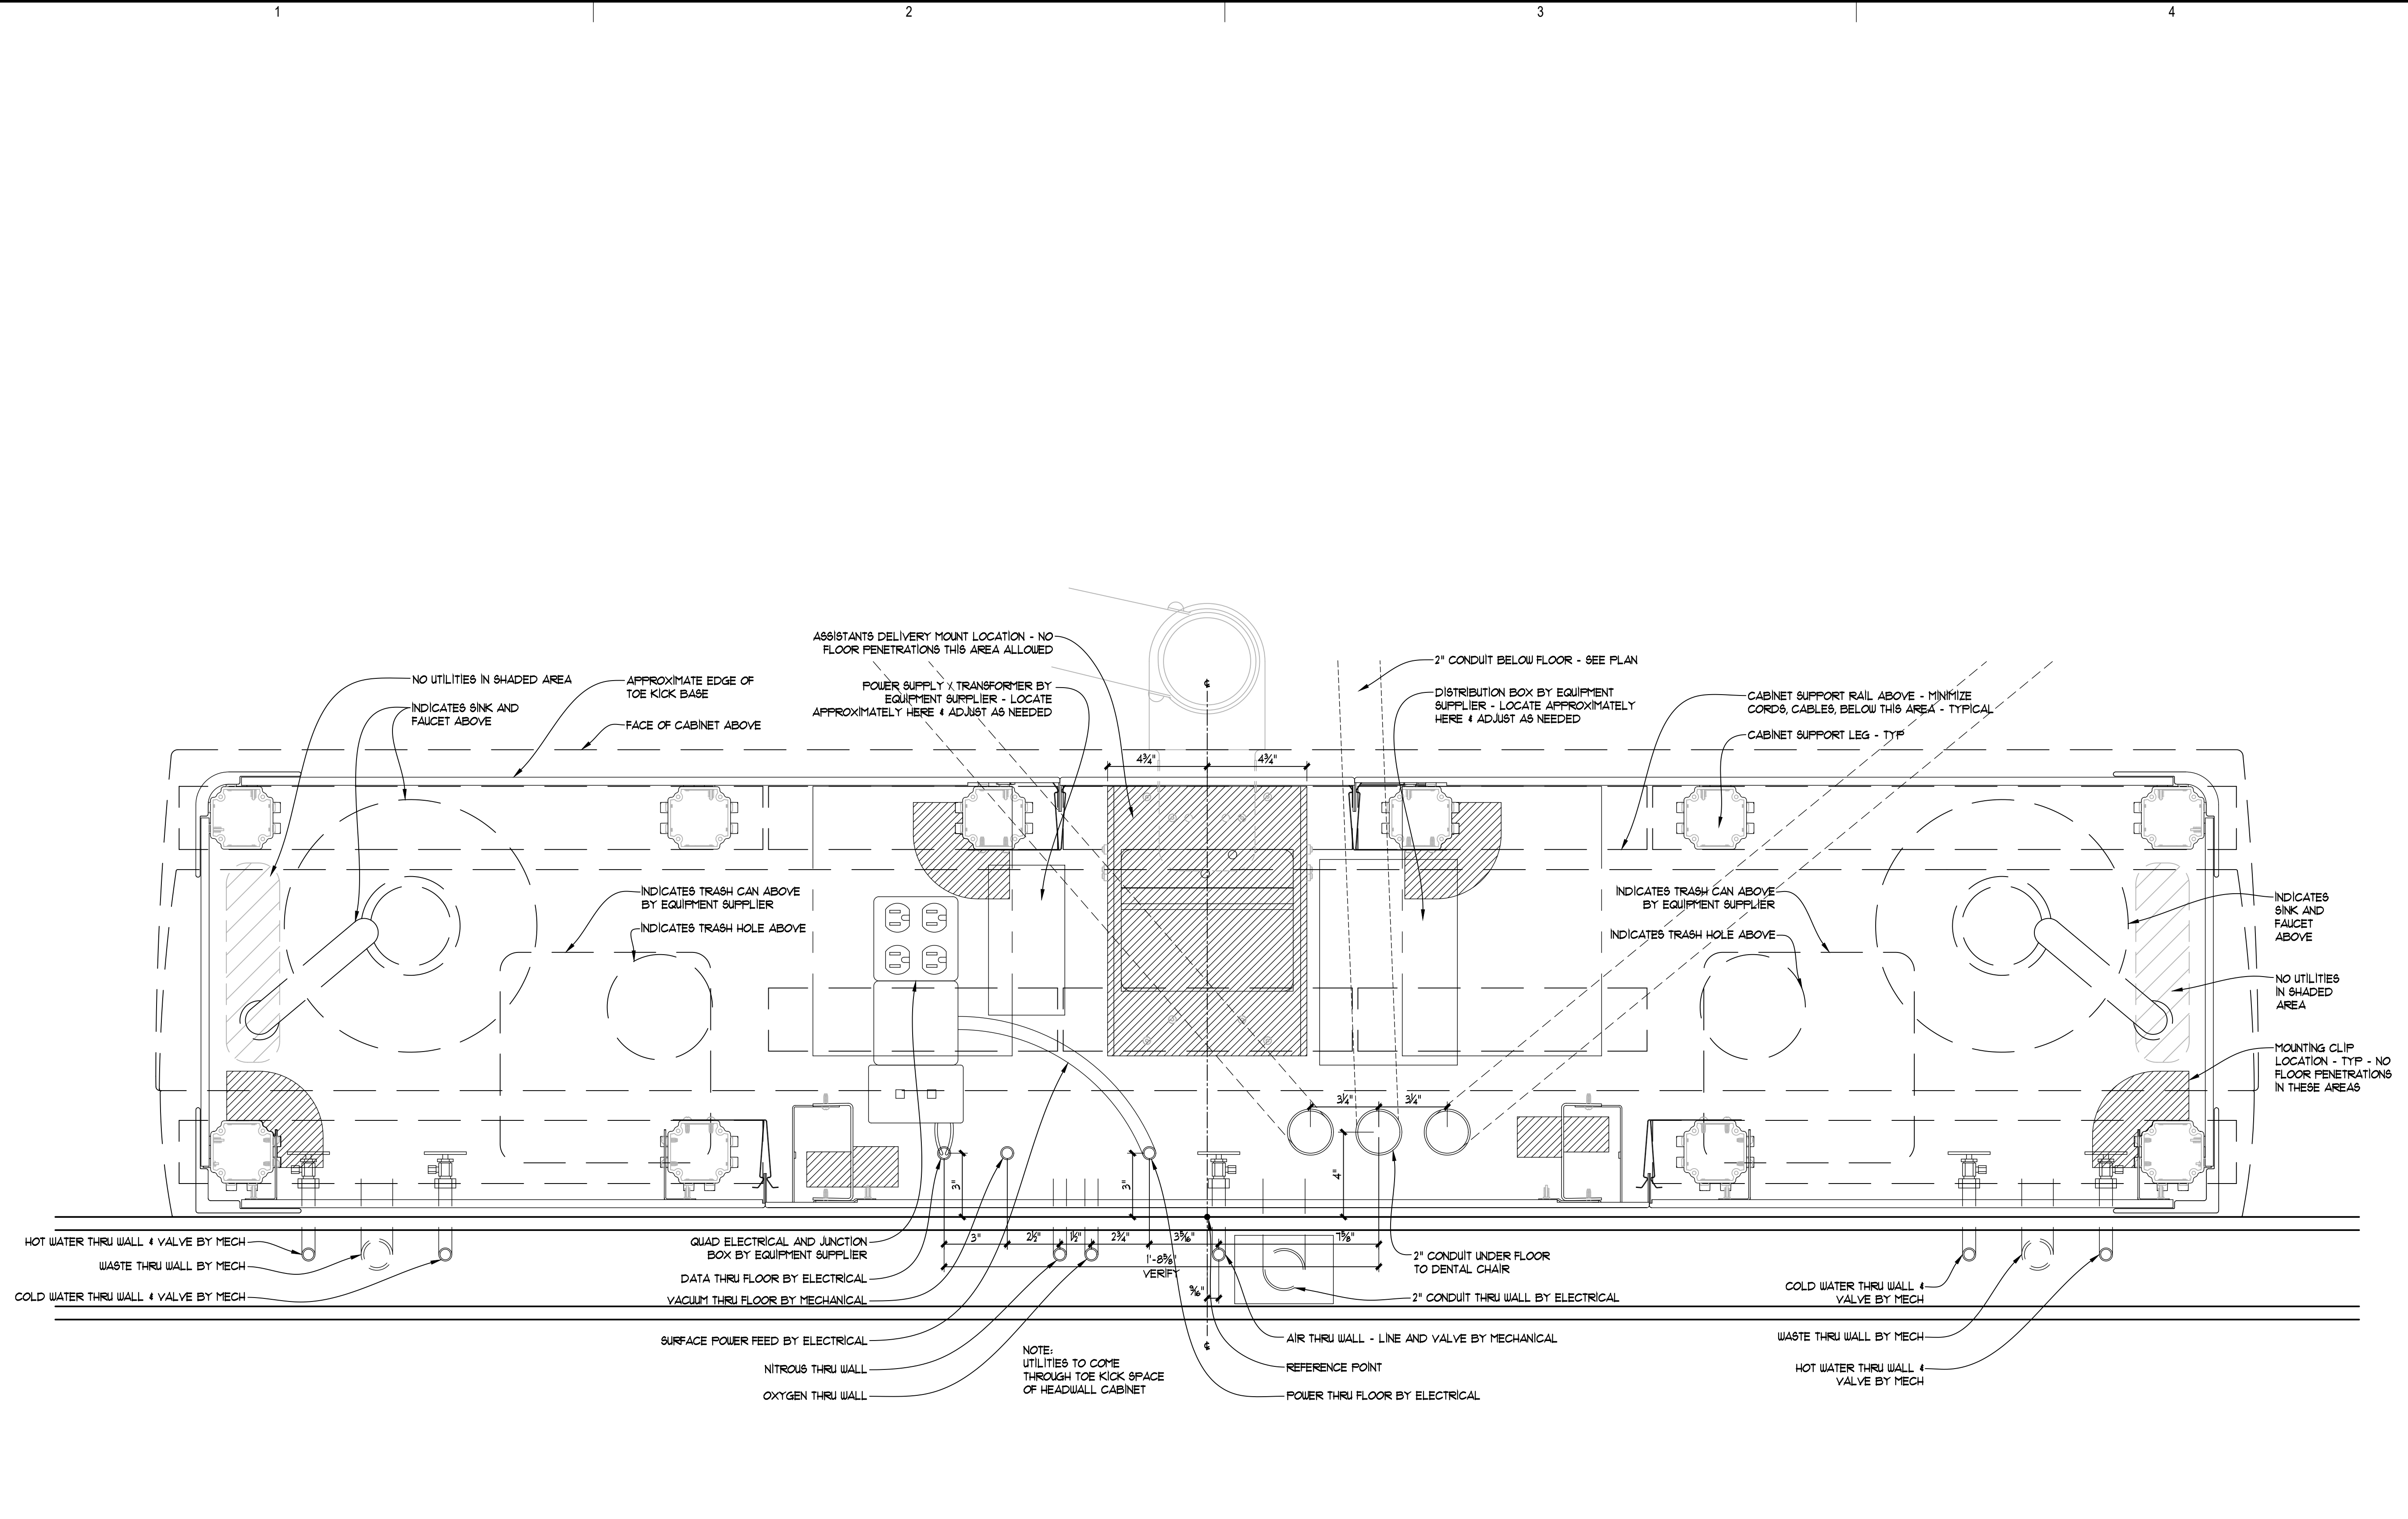 1
2
3
4
ASSISTANTS DELIVERY MOUNT LOCATION - NO
FLOOR PENETRATIONS THIS AREA ALLOWED
POWER SUPPLY / TRANSFORMER BY
EQUIPMENT SUPPLIER - LOCATE
APPROXIMATELY HERE & ADJUST AS NEEDED
NO UTILITIES IN SHADED AREA
INDICATES SINK AND
FAUCET ABOVE
APPROXIMATE EDGE OF
TOE KICK BASE
FACE OF CABINET ABOVE
2" CONDUIT BELOW FLOOR - SEE PLAN
DISTRIBUTION BOX BY EQUIPMENT
SUPPLIER - LOCATE APPROXIMATELY
HERE & ADJUST AS NEEDED
CABINET SUPPORT RAIL ABOVE - MINIMIZE
CORDS, CABLES, BELOW THIS AREA - TYPICAL
CABINET SUPPORT LEG - TYP
4¾"
4¾"
INDICATES TRASH CAN ABOVE
BY EQUIPMENT SUPPLIER
INDICATES TRASH HOLE ABOVE
INDICATES TRASH CAN ABOVE
BY EQUIPMENT SUPPLIER
INDICATES TRASH HOLE ABOVE
INDICATES
SINK AND
FAUCET
ABOVE
NO UTILITIES
IN SHADED
AREA
MOUNTING CLIP
LOCATION - TYP - NO
FLOOR PENETRATIONS
IN THESE AREAS
3¼"
3¼"
3"
3"
4"
3"
2½"
1½"
2¾"
3⁵⁄₁₆"
7⅝"
1'-8⅝"
VERIFY
⁹⁄₁₆"
HOT WATER THRU WALL & VALVE BY MECH
WASTE THRU WALL BY MECH
COLD WATER THRU WALL & VALVE BY MECH
QUAD ELECTRICAL AND JUNCTION
BOX BY EQUIPMENT SUPPLIER
DATA THRU FLOOR BY ELECTRICAL
VACUUM THRU FLOOR BY MECHANICAL
SURFACE POWER FEED BY ELECTRICAL
NITROUS THRU WALL
OXYGEN THRU WALL
NOTE:
UTILITIES TO COME
THROUGH TOE KICK SPACE
OF HEADWALL CABINET
2" CONDUIT UNDER FLOOR
TO DENTAL CHAIR
2" CONDUIT THRU WALL BY ELECTRICAL
AIR THRU WALL - LINE AND VALVE BY MECHANICAL
REFERENCE POINT
POWER THRU FLOOR BY ELECTRICAL
COLD WATER THRU WALL &
VALVE BY MECH
WASTE THRU WALL BY MECH
HOT WATER THRU WALL &
VALVE BY MECH